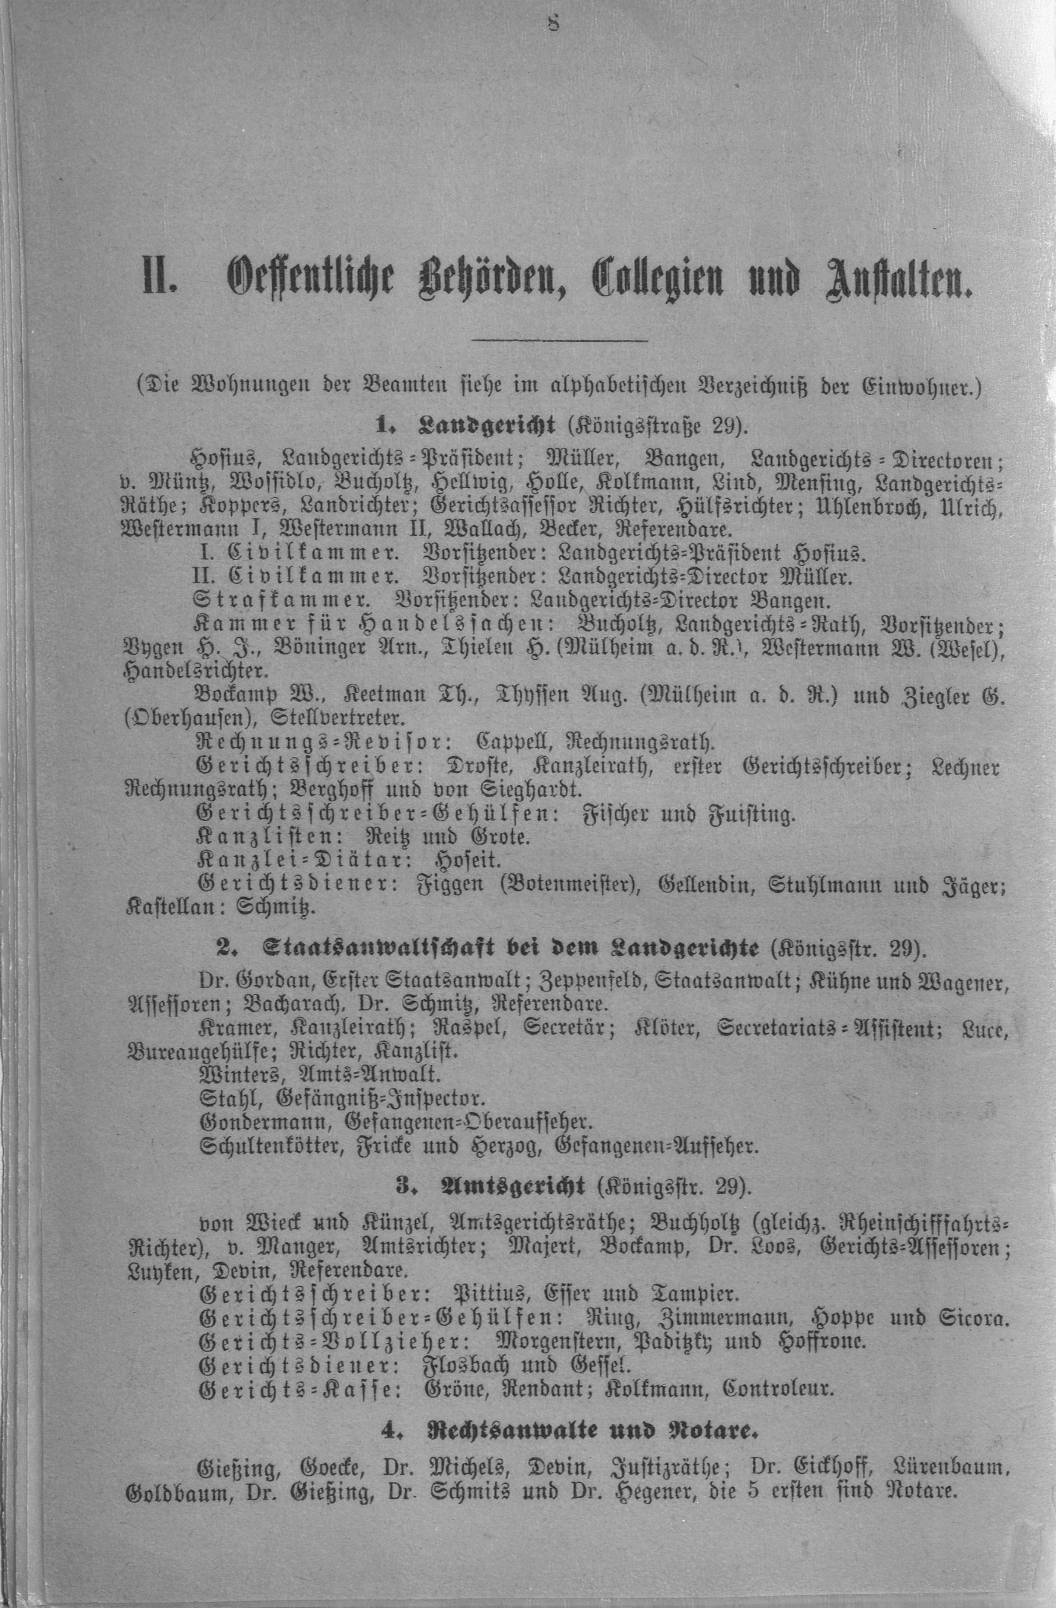 8
II. Oeffentliche Behörden, Collegien und Anstalten.
(Die Wohnungen der Beamten siehe im alphabetischen Verzeichniß der Einwohner.)
1. Landgericht (Königsstraße 29).
Hosius, Landgerichts-Präsident; Müller, Bangen, Landgerichts-Directoren;
v. Müntz, Wossidlo, Bucholtz, Hellwig, Holle, Kolkmann, Lind, Mensing, Landgerichts-
Räthe; Koppers, Landrichter; Gerichtsassessor Richter, Hülfsrichter; Uhlenbroch, Ulrich,
Westermann I, Westermann II, Wallach, Becker, Referendare.
I. Civilkammer. Vorsitzender: Landgerichts-Präsident Hosius.
II. Civilkammer. Vorsitzender: Landgerichts-Director Müller.
Strafkammer. Vorsitzender: Landgerichts-Director Bangen.
Kammer für Handelssachen: Bucholtz, Landgerichts-Rath, Vorsitzender;
Vygen H. J., Böninger Arn., Thielen H. (Mülheim a. d. R.), Westermann W. (Wesel),
Handelsrichter.
Bockamp W., Keetman Th., Thyssen Aug. (Mülheim a. d. R.) und Ziegler G.
(Oberhausen), Stellvertreter.
Rechnungs-Revisor: Cappell, Rechnungsrath.
Gerichtsschreiber: Droste, Kanzleirath, erster Gerichtsschreiber; Lechner
Rechnungsrath; Berghoff und von Sieghardt.
Gerichtsschreiber-Gehülfen: Fischer und Fuisting.
Kanzlisten: Reitz und Grote.
Kanzlei-Diätar: Hoseit.
Gerichtsdiener: Figgen (Botenmeister), Gellendin, Stuhlmann und Jäger;
Kastellan: Schmitz.
2. Staatsanwaltschaft bei dem Landgerichte (Königsstr. 29).
Dr. Gordan, Erster Staatsanwalt; Zeppenfeld, Staatsanwalt; Kühne und Wagener,
Assessoren; Bacharach, Dr. Schmitz, Referendare.
Kramer, Kanzleirath; Raspel, Secretär; Klöter, Secretariats-Assistent; Luce,
Bureaugehülfe; Richter, Kanzlist.
Winters, Amts-Anwalt.
Stahl, Gefängniß-Inspector.
Gondermann, Gefangenen-Oberaufseher.
Schultenkötter, Fricke und Herzog, Gefangenen-Aufseher.
3. Amtsgericht (Königsstr. 29).
von Wieck und Künzel, Amtsgerichtsräthe; Buchholtz (gleichz. Rheinschifffahrts-
Richter), v. Manger, Amtsrichter; Majert, Bockamp, Dr. Loos, Gerichts-Assessoren;
Luyken, Devin, Referendare.
Gerichtsschreiber: Pittius, Esser und Tampier.
Gerichtsschreiber-Gehülfen: Ring, Zimmermann, Hoppe und Sicora.
Gerichts-Vollzieher: Morgenstern, Paditzky und Hoffrone.
Gerichtsdiener: Flosbach und Gessel.
Gerichts-Kasse: Gröne, Rendant; Kolkmann, Controleur.
4. Rechtsanwalte und Notare.
Gießing, Goecke, Dr. Michels, Devin, Justizräthe; Dr. Eickhoff, Lürenbaum,
Goldbaum, Dr. Gießing, Dr. Schmits und Dr. Hegener, die 5 ersten sind Notare.